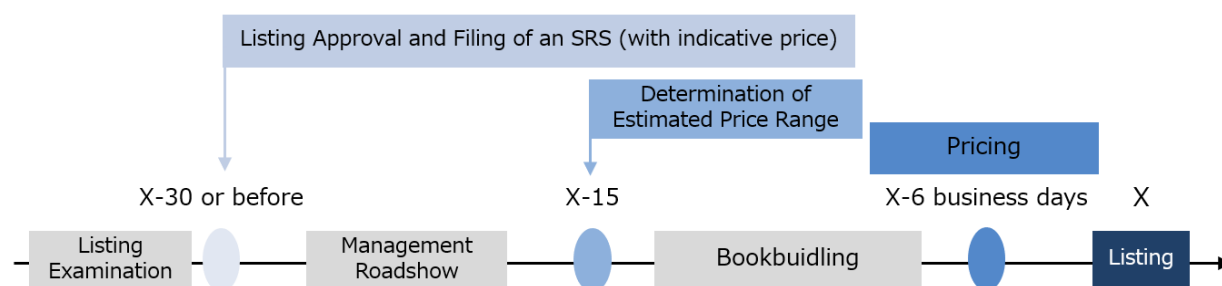 Listing Approval and Filing of an SRS (with indicative price)
Determination of
Estimated Price Range
Pricing
X-30 or before
X-15
X-6 business days
X
Listing
Examination
Management
Roadshow
Bookbuidling
Listing